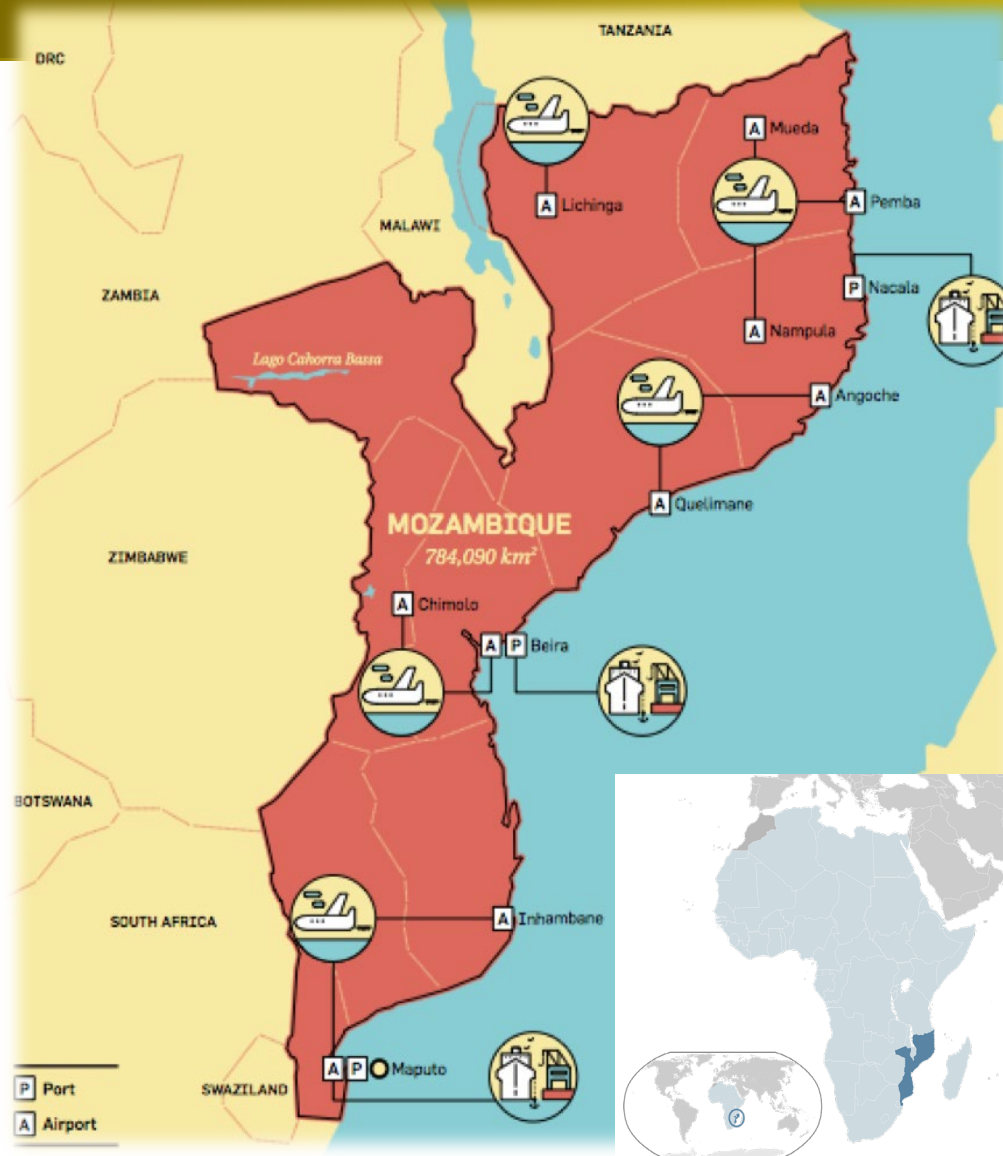 TANZANIA
DRC
A Mueda
A Lichinga
A Pemba
MALAWI
P Nacala
ZAMBIA
A Nampula
Lago Cahorra Bassa
A Angoche
A Quelimane
MOZAMBIQUE
784,090 km²
ZIMBABWE
A Chimolo
A P Beira
BOTSWANA
A Inhambane
SOUTH AFRICA
A P Maputo
SWAZILAND
P Port
A Airport